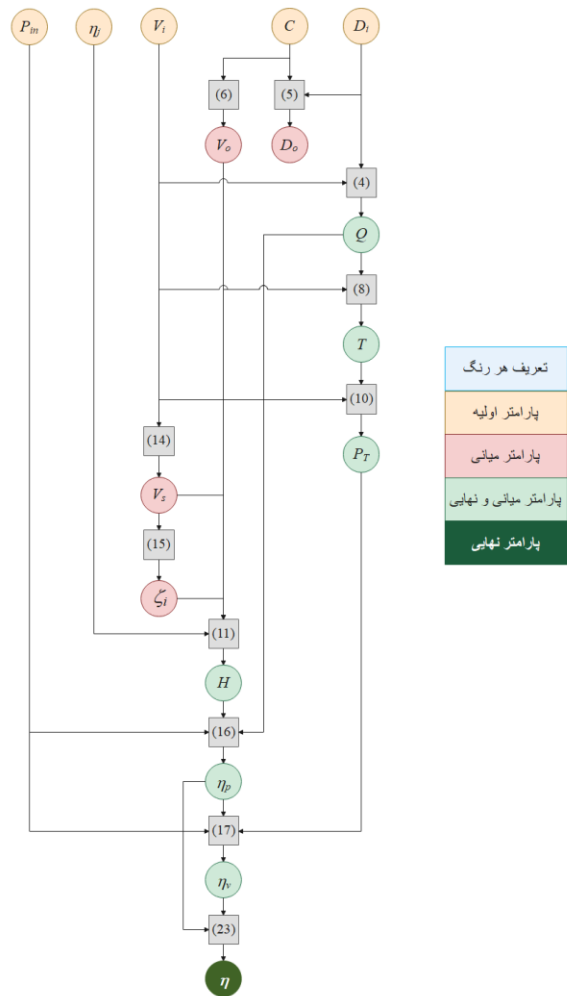 P_in η_j V_i C D_i
(6) (5)
V_o D_o
(4)
Q
(8)
T
تعریف هر رنگ
(10)
پارامتر اولیه
(14)
P_T
پارامتر میانی
V_s
پارامتر میانی و نهایی
(15)
پارامتر نهایی
ζ_i
(11)
H
(16)
η_p
(17)
η_v
(23)
η